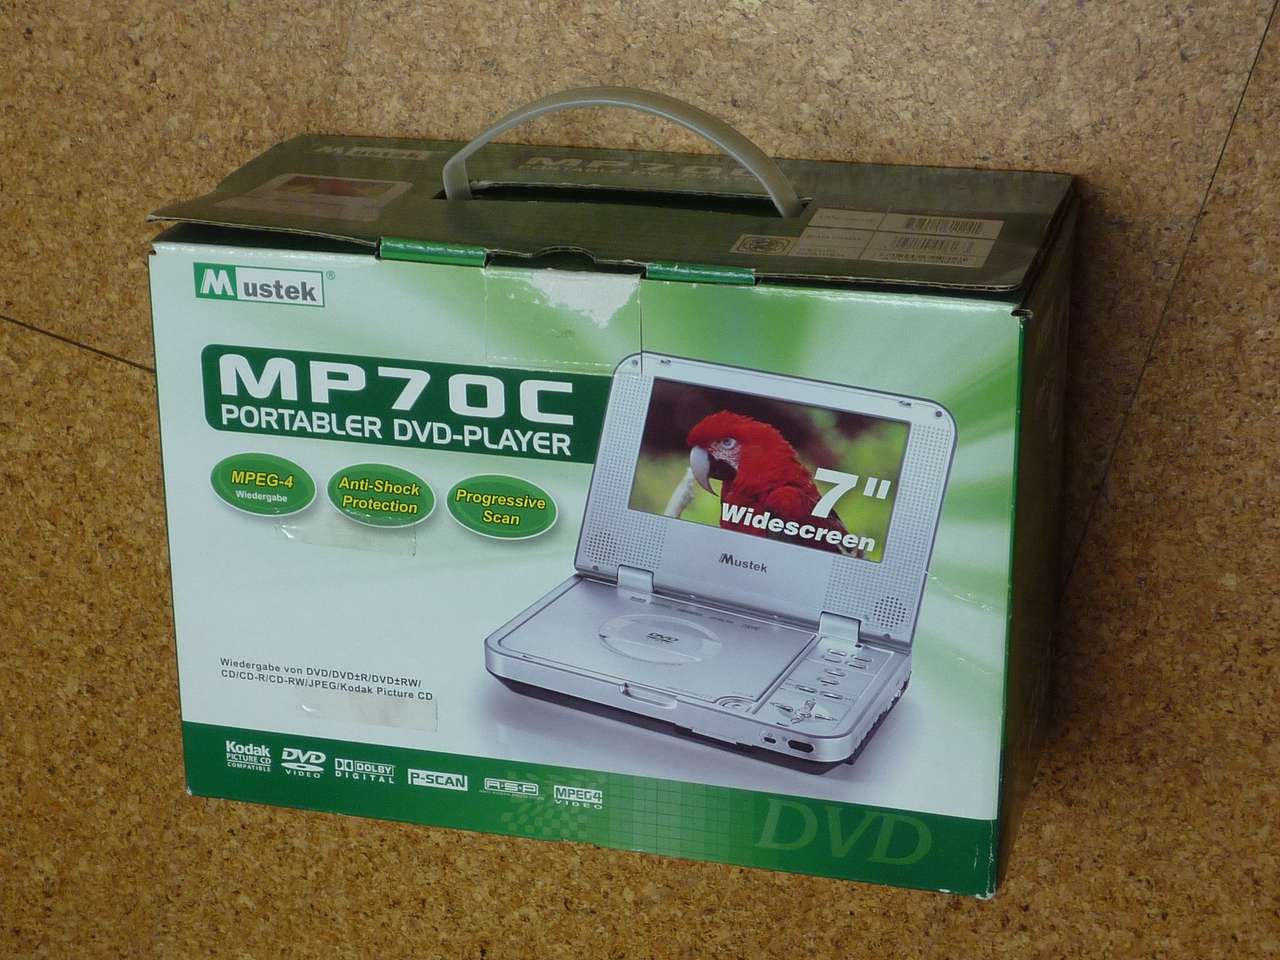 Mustek
MP70C
Mustek®
MP70C
PORTABLER DVD-PLAYER
MPEG-4
Wiedergabe
Anti-Shock
Protection
Progressive
Scan
7"
Widescreen
Mustek
DVD
Wiedergabe von DVD/DVD±R/DVD±RW/
CD/CD-R/CD-RW/JPEG/Kodak Picture CD
Kodak
PICTURE CD
COMPATIBLE
DVD
VIDEO
DOLBY
DIGITAL
P-SCAN
A·S·P
MPEG4
VIDEO
DVD